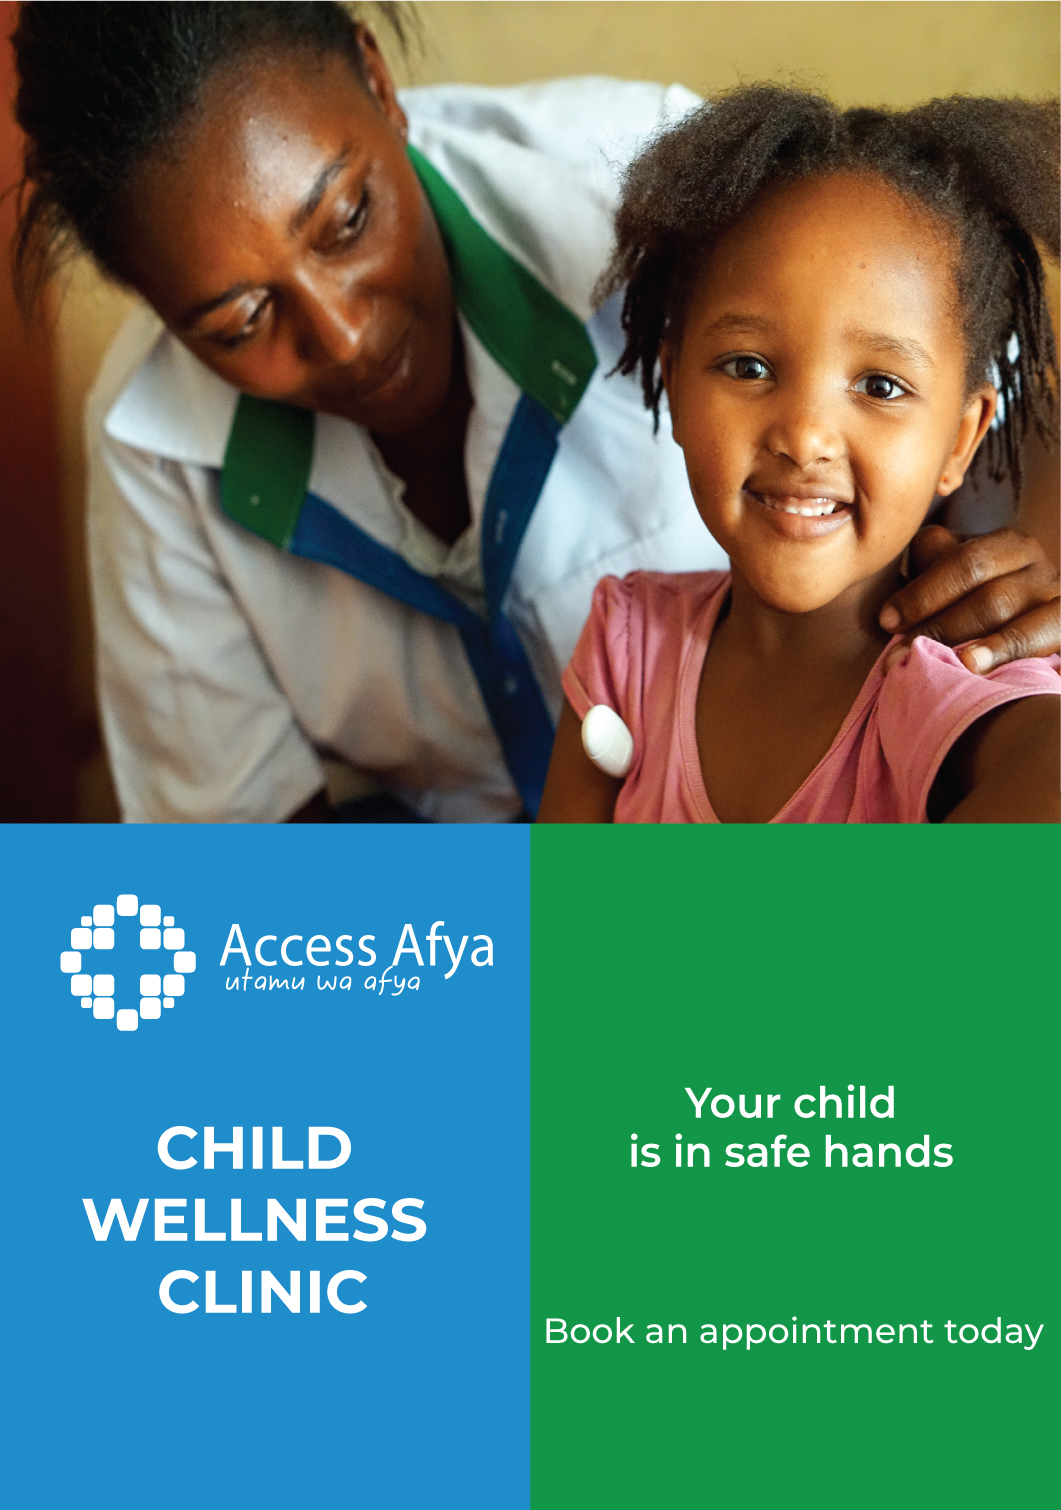 Access Afya
utamu wa afya
CHILD
WELLNESS
CLINIC
Your child
is in safe hands
Book an appointment today